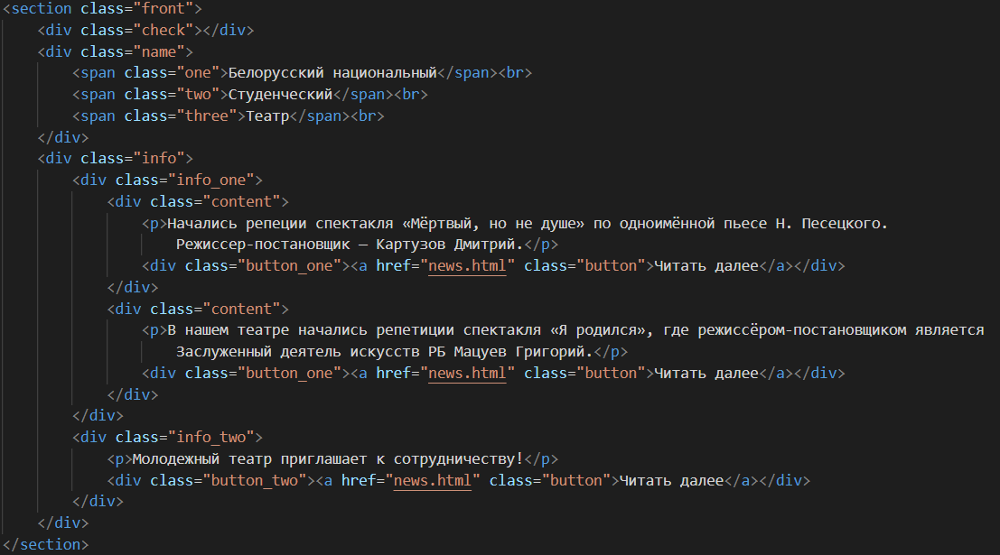 <section class="front">
<div class="check"></div>
<div class="name">
<span class="one">Белорусский национальный</span><br>
<span class="two">Студенческий</span><br>
<span class="three">Театр</span><br>
</div>
<div class="info">
<div class="info_one">
<div class="content">
<p>Начались репеции спектакля «Мёртвый, но не душе» по одноимённой пьесе Н. Песецкого.
Режиссер-постановщик — Картузов Дмитрий.</p>
<div class="button_one"><a href="news.html" class="button">Читать далее</a></div>
</div>
<div class="content">
<p>В нашем театре начались репетиции спектакля «Я родился», где режиссёром-постановщиком является
Заслуженный деятель искусств РБ Мацуев Григорий.</p>
<div class="button_one"><a href="news.html" class="button">Читать далее</a></div>
</div>
</div>
<div class="info_two">
<p>Молодежный театр приглашает к сотрудничеству!</p>
<div class="button_two"><a href="news.html" class="button">Читать далее</a></div>
</div>
</div>
</section>